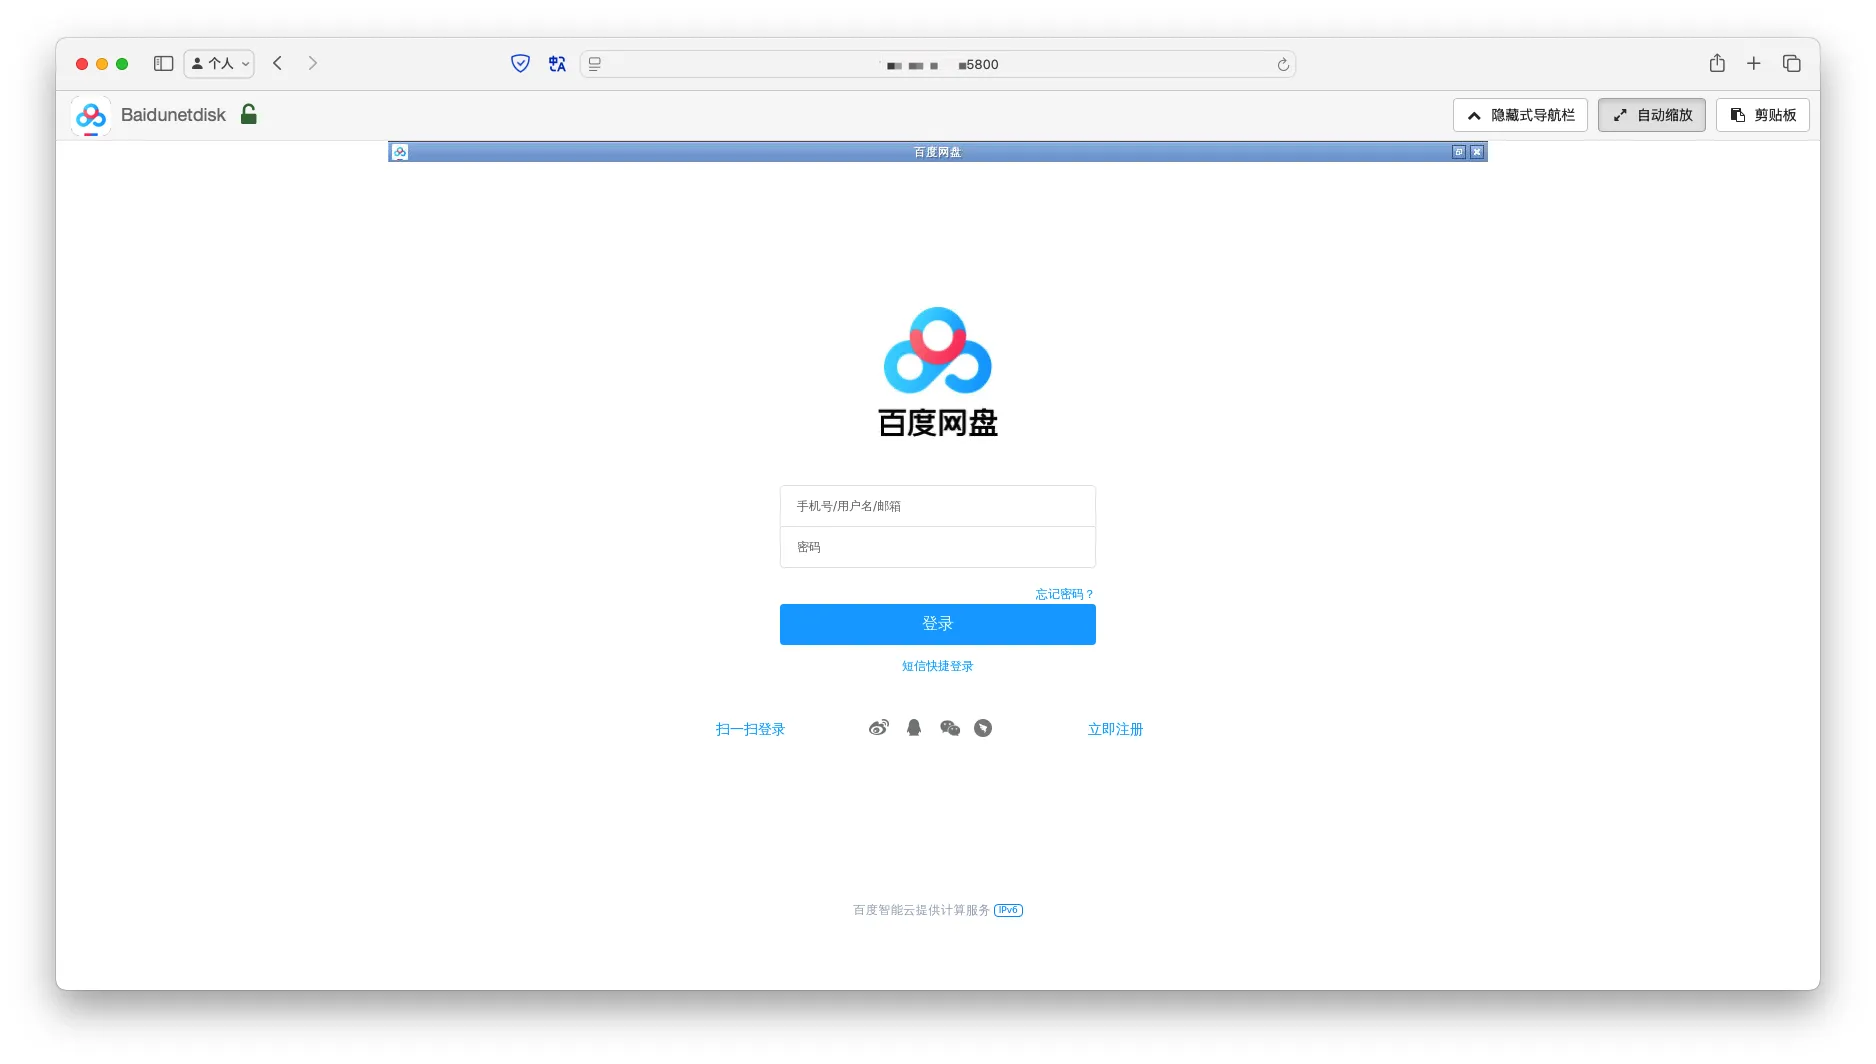 个人
5800
Baidunetdisk
隐藏式导航栏
自动缩放
剪贴板
百度网盘
百度网盘
手机号/用户名/邮箱
密码
忘记密码？
登录
短信快捷登录
扫一扫登录
立即注册
百度智能云提供计算服务 IPv6